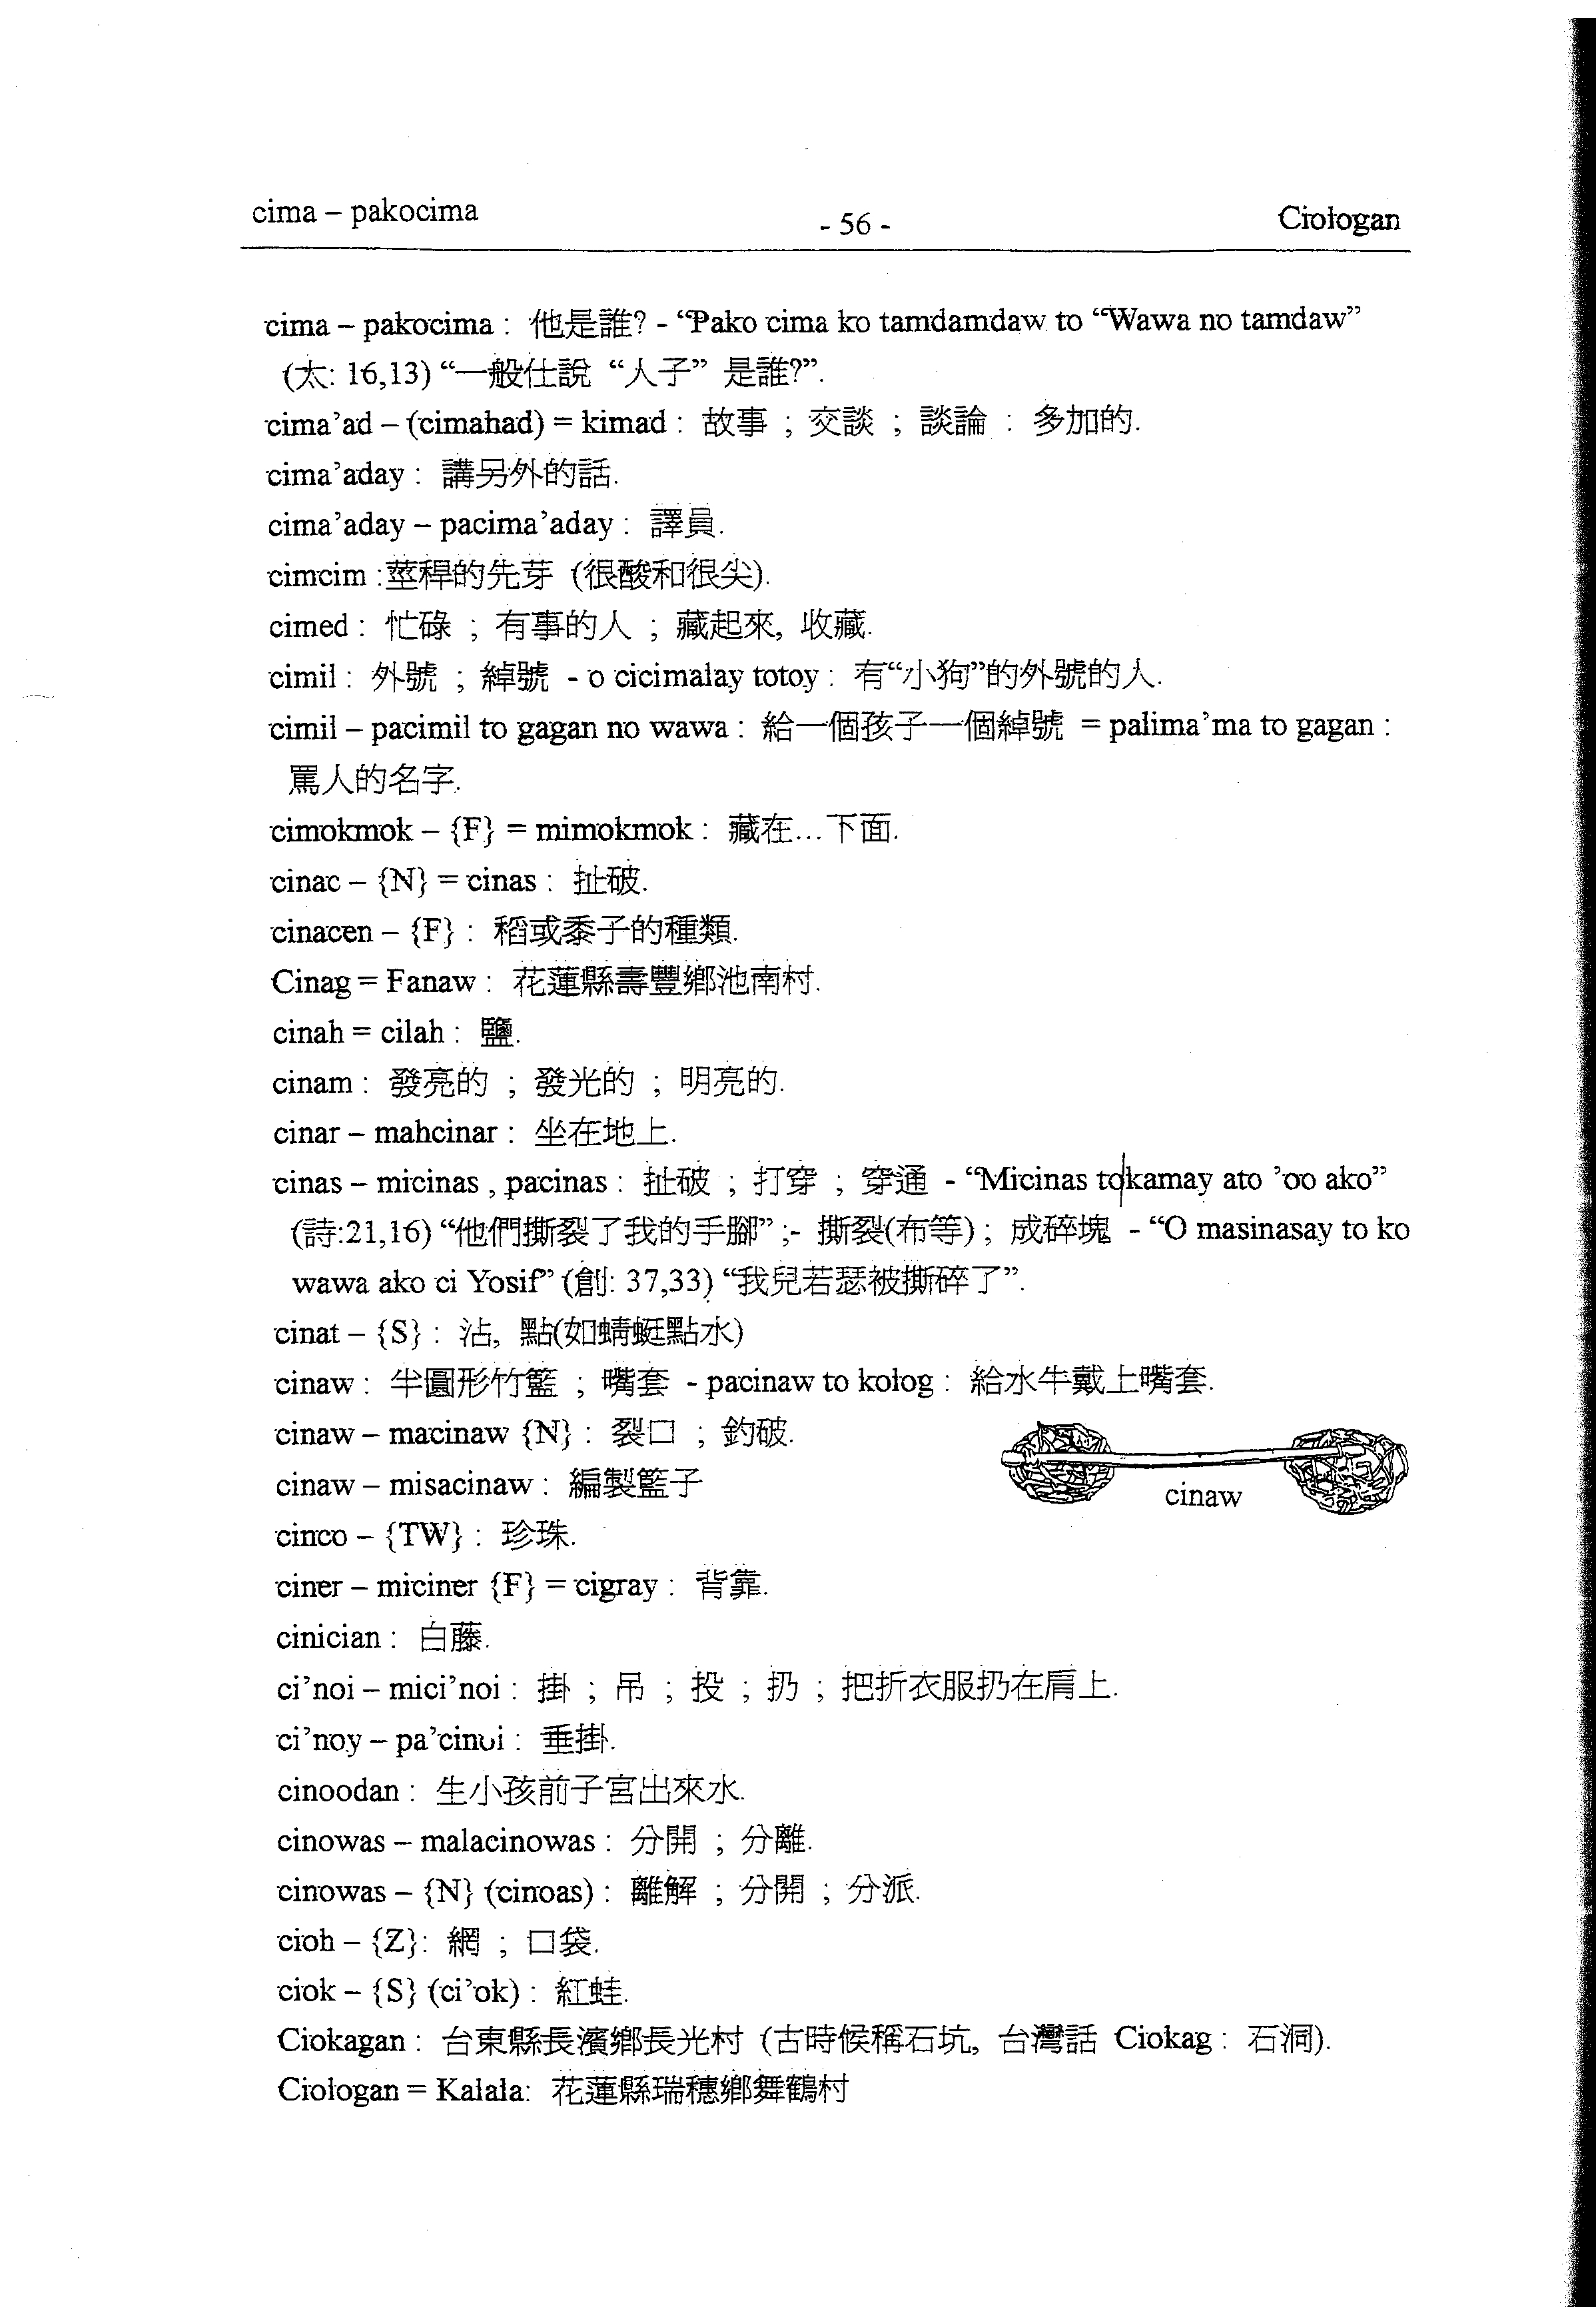 cima – pakocima
- 56 -
Ciologan
cima – pakocima : 他是誰? - “Pako cima ko tamdamdaw to “Wawa no tamdaw”
(太: 16,13) “一般仕說 “人子” 是誰?”.
cima’ad – (cimahad) = kimad : 故事 ; 交談 ; 談論 : 多加的.
cima’aday : 講另外的話.
cima’aday – pacima’aday : 譯員.
cimcim :莖稈的先芽 (很酸和很尖).
cimed : 忙碌 ; 有事的人 ; 藏起來, 收藏.
cimil : 外號 ; 綽號 - o cicimalay totoy : 有“小狗”的外號的人.
cimil – pacimil to gagan no wawa : 給一個孩子一個綽號 = palima’ma to gagan :
罵人的名字.
cimokmok – {F} = mimokmok : 藏在...下面.
cinac – {N} = cinas : 扯破.
cinacen – {F} : 稻或黍子的種類.
Cinag = Fanaw : 花蓮縣壽豐鄉池南村.
cinah = cilah : 鹽.
cinam : 發亮的 ; 發光的 ; 明亮的.
cinar – mahcinar : 坐在地上.
cinas – micinas , pacinas : 扯破 ; 打穿 ; 穿通 - “Micinas to kamay ato ’oo ako”
(詩:21,16) “他們撕裂了我的手腳” ;- 撕裂(布等) ; 成碎塊 - “O masinasay to ko
wawa ako ci Yosif” (創: 37,33) “我兒若瑟被撕碎了”.
cinat – {S} : 沾, 點(如蜻蜓點水)
cinaw : 半圓形竹籃 ; 嘴套 - pacinaw to kolog : 給水牛戴上嘴套.
cinaw – macinaw {N} : 裂口 ; 釣破.
cinaw – misacinaw : 編製籃子
cinaw
cinco – {TW} : 珍珠.
ciner – miciner {F} = cigray : 背靠.
cinician : 白藤.
ci’noi – mici’noi : 掛 ; 吊 ; 投 ; 扔 ; 把折衣服扔在肩上.
ci’noy – pa’cinoi : 垂掛.
cinoodan : 生小孩前子宮出來水.
cinowas – malacinowas : 分開 ; 分離.
cinowas – {N} (cinoas) : 離解 ; 分開 ; 分派.
cioh – {Z}: 網 ; 口袋.
ciok – {S} (ci’ok) : 紅蛙.
Ciokagan : 台東縣長濱鄉長光村 (古時候稱石坑, 台灣話 Ciokag : 石洞).
Ciologan = Kalala: 花蓮縣瑞穗鄉舞鶴村